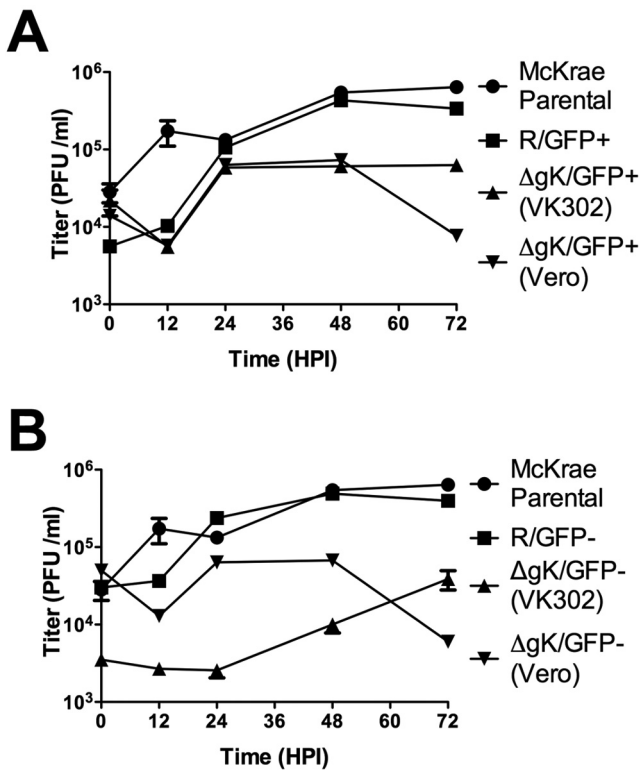 A
10⁶
10⁵
10⁴
10³
Titer (PFU /ml)
0 12 24 36 48 60 72
Time (HPI)
McKrae
Parental
R/GFP+
ΔgK/GFP+
(VK302)
ΔgK/GFP+
(Vero)
B
10⁶
10⁵
10⁴
10³
Titer (PFU /ml)
0 12 24 36 48 60 72
Time (HPI)
McKrae
Parental
R/GFP-
ΔgK/GFP-
(VK302)
ΔgK/GFP-
(Vero)